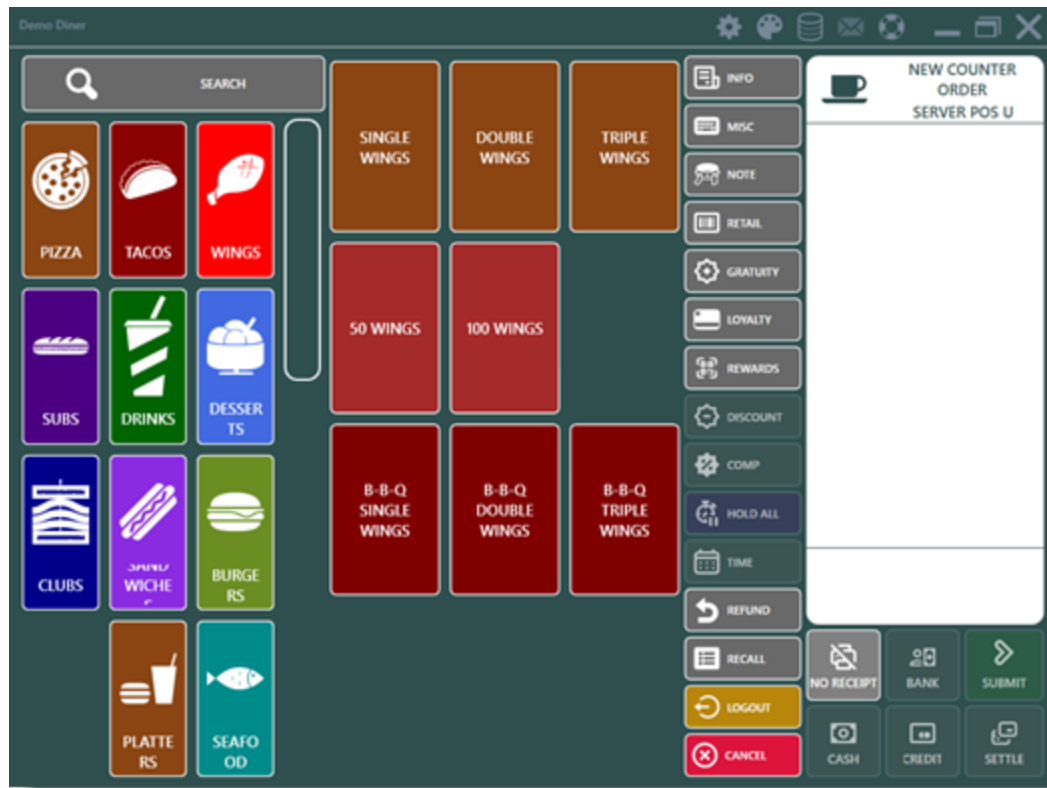 Demo Diner
SEARCH
PIZZA
TACOS
WINGS
SUBS
DRINKS
DESSER
TS
CLUBS
WICHE
BURGE
RS
PLATTE
RS
SEAFO
OD
SINGLE
WINGS
DOUBLE
WINGS
TRIPLE
WINGS
50 WINGS
100 WINGS
B-B-Q
SINGLE
WINGS
B-B-Q
DOUBLE
WINGS
B-B-Q
TRIPLE
WINGS
INFO
MISC
NOTE
RETAIL
GRATUITY
LOYALTY
REWARDS
DISCOUNT
COMP
HOLD ALL
TIME
REFUND
RECALL
LOGOUT
CANCEL
NEW COUNTER
ORDER
SERVER POS U
NO RECEIPT
BANK
SUBMIT
CASH
CREDIT
SETTLE